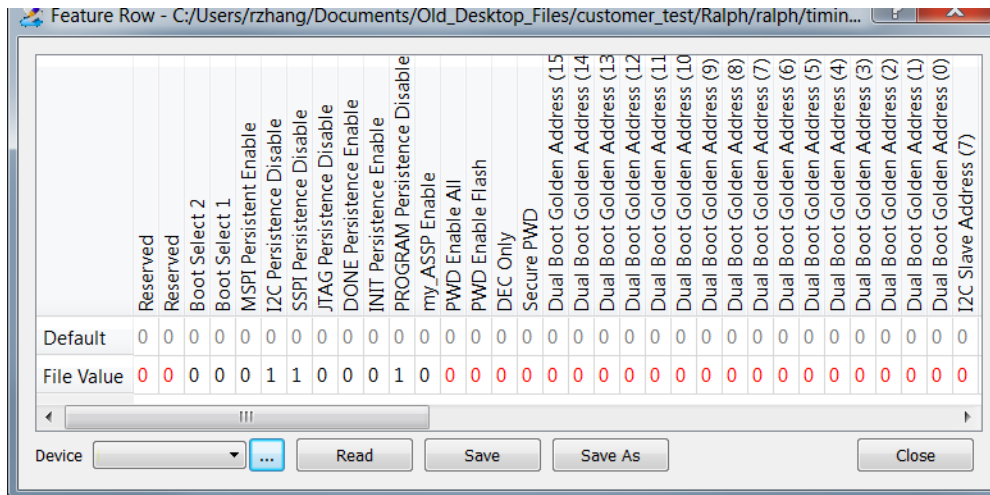 Feature Row - C:/Users/rzhang/Documents/Old_Desktop_Files/customer_test/Ralph/ralph/timin...
Reserved
Reserved
Boot Select 2
Boot Select 1
MSPI Persistent Enable
I2C Persistence Disable
SSPI Persistence Disable
JTAG Persistence Disable
DONE Persistence Enable
INIT Persistence Enable
PROGRAM Persistence Disable
my_ASSP Enable
PWD Enable All
PWD Enable Flash
DEC Only
Secure PWD
Dual Boot Golden Address (15
Dual Boot Golden Address (14
Dual Boot Golden Address (13
Dual Boot Golden Address (12
Dual Boot Golden Address (11
Dual Boot Golden Address (10
Dual Boot Golden Address (9)
Dual Boot Golden Address (8)
Dual Boot Golden Address (7)
Dual Boot Golden Address (6)
Dual Boot Golden Address (5)
Dual Boot Golden Address (4)
Dual Boot Golden Address (3)
Dual Boot Golden Address (2)
Dual Boot Golden Address (1)
Dual Boot Golden Address (0)
I2C Slave Address (7)
Default 0 0 0 0 0 0 0 0 0 0 0 0 0 0 0 0 0 0 0 0 0 0 0 0 0 0 0 0 0 0 0 0 0
File Value 0 0 0 0 0 1 1 0 0 0 1 0 0 0 0 0 0 0 0 0 0 0 0 0 0 0 0 0 0 0 0 0 0
Device ... Read Save Save As Close